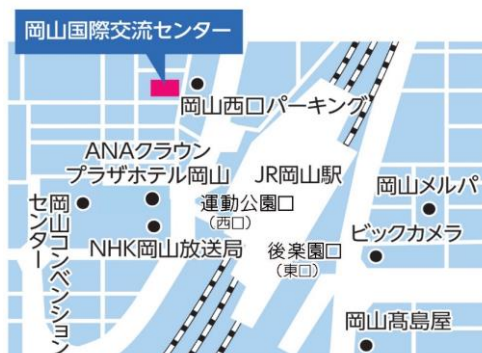 岡山国際交流センター
岡山西口パーキング
ANAクラウン
プラザホテル岡山
JR岡山駅
岡山メルパ
運動公園口
(西口)
岡山コンベンション
センター
NHK岡山放送局
後楽園口
(東口)
ビックカメラ
岡山髙島屋